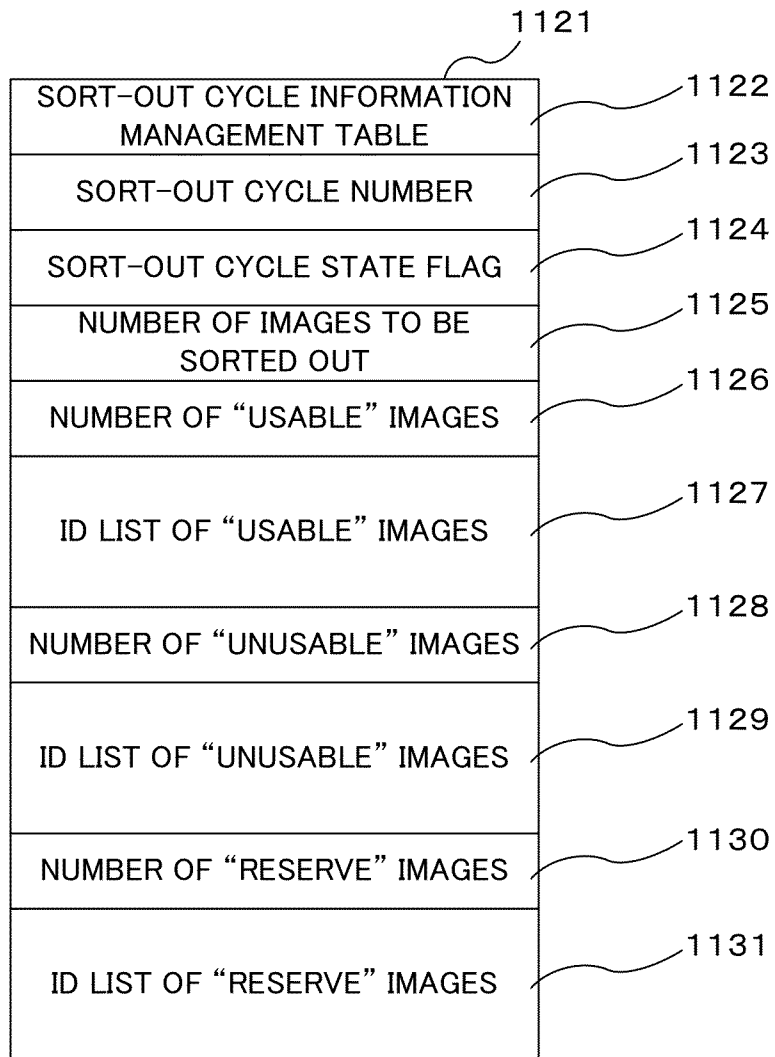 1121
SORT-OUT CYCLE INFORMATION
MANAGEMENT TABLE
1122
SORT-OUT CYCLE NUMBER
1123
SORT-OUT CYCLE STATE FLAG
1124
NUMBER OF IMAGES TO BE
SORTED OUT
1125
NUMBER OF “USABLE” IMAGES
1126
ID LIST OF “USABLE” IMAGES
1127
NUMBER OF “UNUSABLE” IMAGES
1128
ID LIST OF “UNUSABLE” IMAGES
1129
NUMBER OF “RESERVE” IMAGES
1130
ID LIST OF “RESERVE” IMAGES
1131